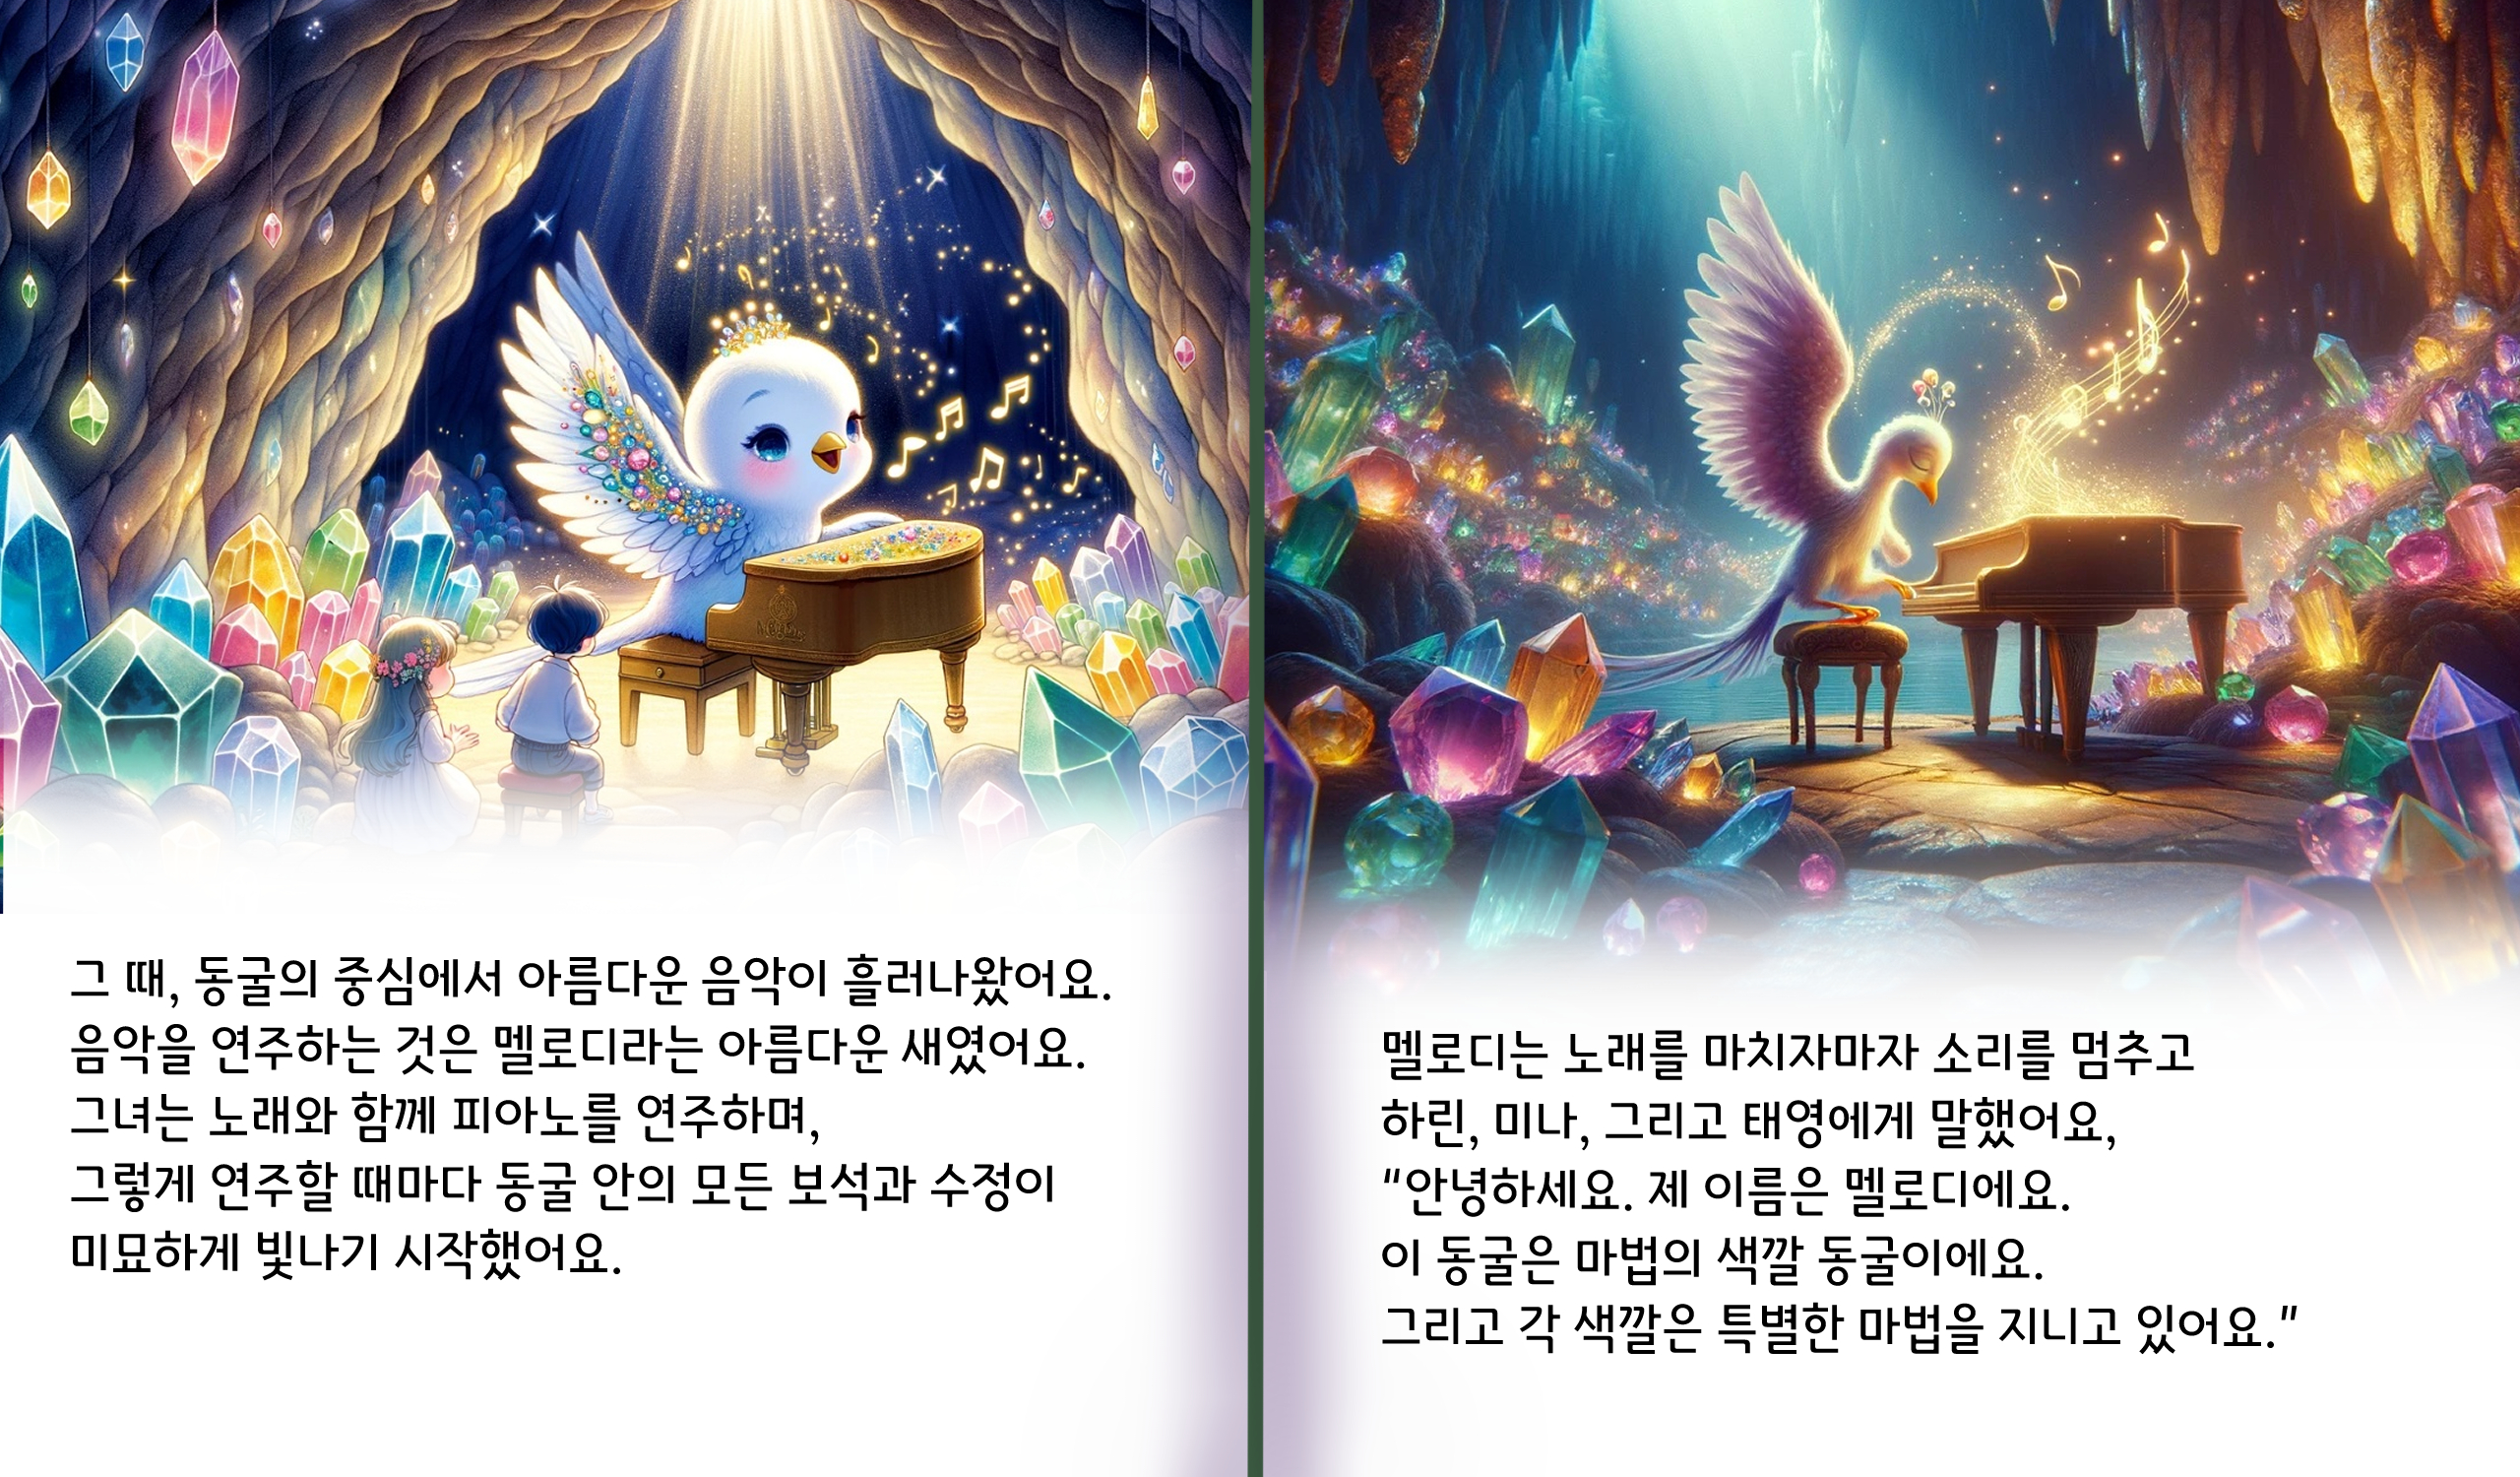 그 때, 동굴의 중심에서 아름다운 음악이 흘러나왔어요.
음악을 연주하는 것은 멜로디라는 아름다운 새였어요.
그녀는 노래와 함께 피아노를 연주하며,
그렇게 연주할 때마다 동굴 안의 모든 보석과 수정이
미묘하게 빛나기 시작했어요.
멜로디는 노래를 마치자마자 소리를 멈추고
하린, 미나, 그리고 태영에게 말했어요,
"안녕하세요. 제 이름은 멜로디에요.
이 동굴은 마법의 색깔 동굴이에요.
그리고 각 색깔은 특별한 마법을 지니고 있어요."